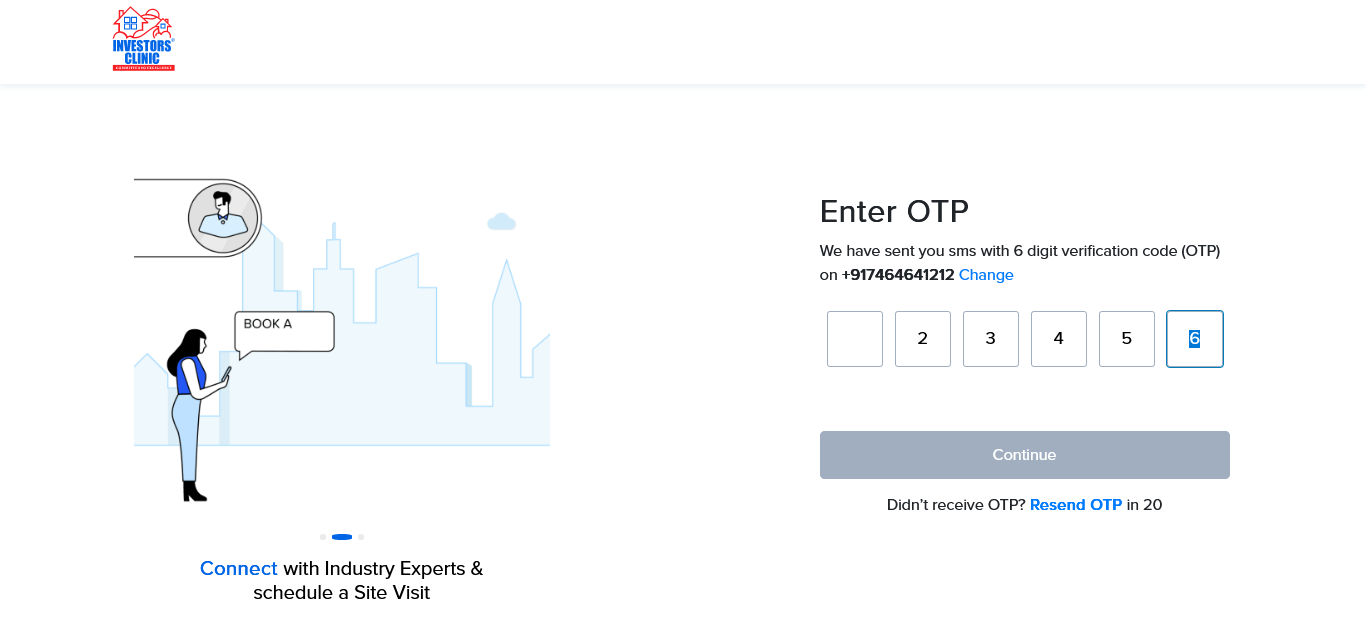 INVESTORS
CLINIC
BOOK A
Connect with Industry Experts &
schedule a Site Visit
Enter OTP
We have sent you sms with 6 digit verification code (OTP)
on +917464641212 Change
2 3 4 5 6
Continue
Didn't receive OTP? Resend OTP in 20